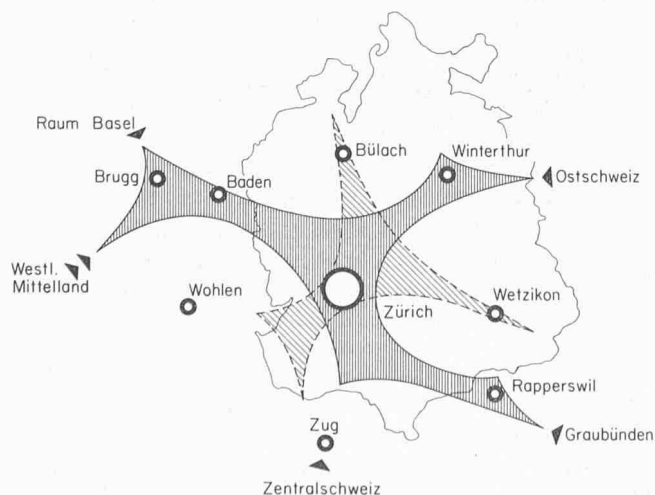 Raum Basel
Bülach
Winterthur
Brugg
Baden
Ostschweiz
Westl.
Mittelland
Wohlen
Zürich
Wetzikon
Rapperswil
Zug
Graubünden
Zentralschweiz